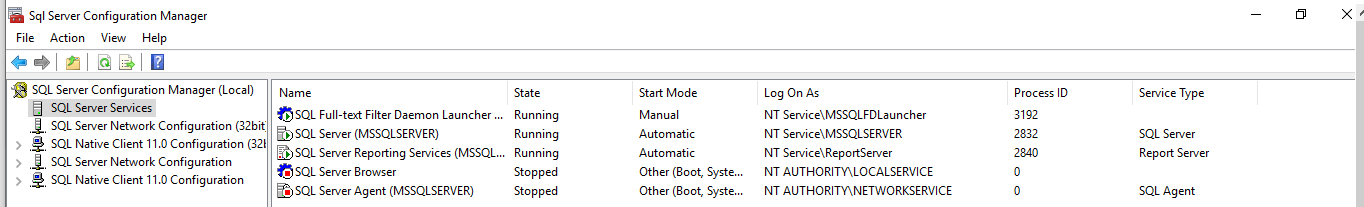 Sql Server Configuration Manager
File Action View Help
SQL Server Configuration Manager (Local)
SQL Server Services
SQL Server Network Configuration (32bit
SQL Native Client 11.0 Configuration (32b
SQL Server Network Configuration
SQL Native Client 11.0 Configuration
Name State Start Mode Log On As Process ID Service Type
SQL Full-text Filter Daemon Launcher ... Running Manual NT Service\MSSQLFDLauncher 3192
SQL Server (MSSQLSERVER) Running Automatic NT Service\MSSQLSERVER 2832 SQL Server
SQL Server Reporting Services (MSSQL... Running Automatic NT Service\ReportServer 2840 Report Server
SQL Server Browser Stopped Other (Boot, Syste... NT AUTHORITY\LOCALSERVICE 0
SQL Server Agent (MSSQLSERVER) Stopped Other (Boot, Syste... NT AUTHORITY\NETWORKSERVICE 0 SQL Agent